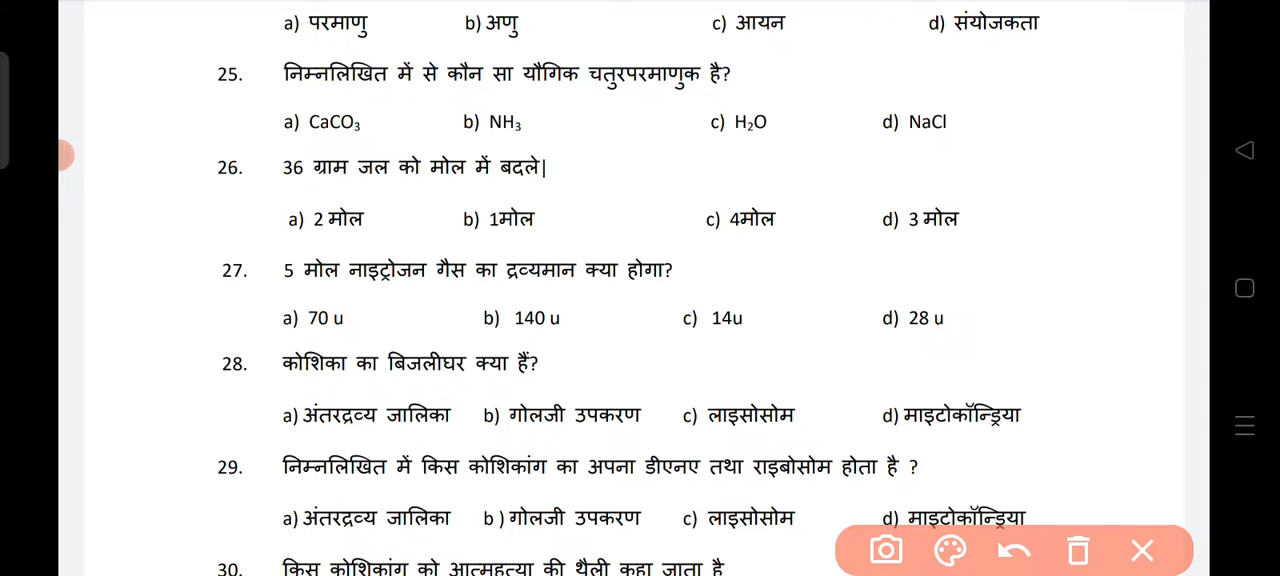 a) परमाणु b) अणु c) आयन d) संयोजकता
25. निम्नलिखित में से कौन सा यौगिक चतुरपरमाणुक है?
a) CaCO₃ b) NH₃ c) H₂O d) NaCl
26. 36 ग्राम जल को मोल में बदले|
a) 2 मोल b) 1मोल c) 4मोल d) 3 मोल
27. 5 मोल नाइट्रोजन गैस का द्रव्यमान क्या होगा?
a) 70 u b) 140 u c) 14u d) 28 u
28. कोशिका का बिजलीघर क्या हैं?
a) अंतरद्रव्य जालिका b) गोलजी उपकरण c) लाइसोसोम d) माइटोकॉन्ड्रिया
29. निम्नलिखित में किस कोशिकांग का अपना डीएनए तथा राइबोसोम होता है ?
a) अंतरद्रव्य जालिका b ) गोलजी उपकरण c) लाइसोसोम d) माइटोकॉन्ड्रिया
30. किस कोशिकांग को आत्महत्या की थैली कहा जाता है